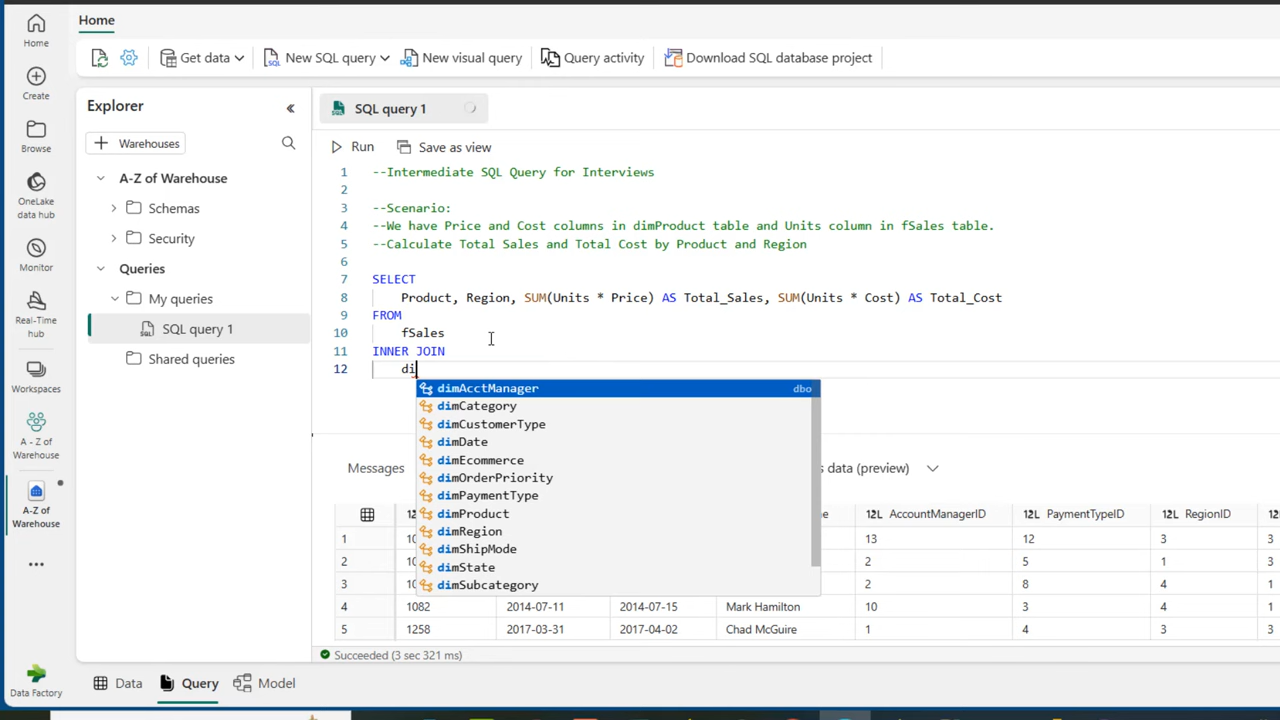 Home
Home
Create
Browse
OneLake
data hub
Monitor
Real-Time
hub
Workspaces
A - Z of
Warehouse
A-Z of
Warehouse
Data Factory
Get data
SQL
New SQL query
New visual query
Query activity
Download SQL database project
Explorer
Warehouses
A-Z of Warehouse
Schemas
Security
Queries
My queries
SQL query 1
Shared queries
SQL query 1
Run
Save as view
1 --Intermediate SQL Query for Interviews
2
3 --Scenario:
4 --We have Price and Cost columns in dimProduct table and Units column in fSales table.
5 --Calculate Total Sales and Total Cost by Product and Region
6
7 SELECT
8 Product, Region, SUM(Units * Price) AS Total_Sales, SUM(Units * Cost) AS Total_Cost
9 FROM
10 fSales
11 INNER JOIN
12 di
dimAcctManager dbo
dimCategory
dimCustomerType
dimDate
dimEcommerce
dimOrderPriority
dimPaymentType
dimProduct
dimRegion
dimShipMode
dimState
dimSubcategory
Messages
data (preview)
12L AccountManagerID 12L PaymentTypeID 12L RegionID
1 13 12 3 3
2 2 5 1 3
3 2 8 4 1
4 1082 2014-07-11 2014-07-15 Mark Hamilton 10 3 4 1
5 1258 2017-03-31 2017-04-02 Chad McGuire 1 4 3 3
Succeeded (3 sec 321 ms)
Data
Query
Model